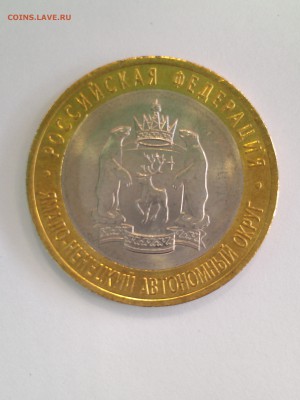 COINS.LAVE.RU
РОССИЙСКАЯ ФЕДЕРАЦИЯ
ЯМАЛО-НЕНЕЦКИЙ АВТОНОМНЫЙ ОКРУГ